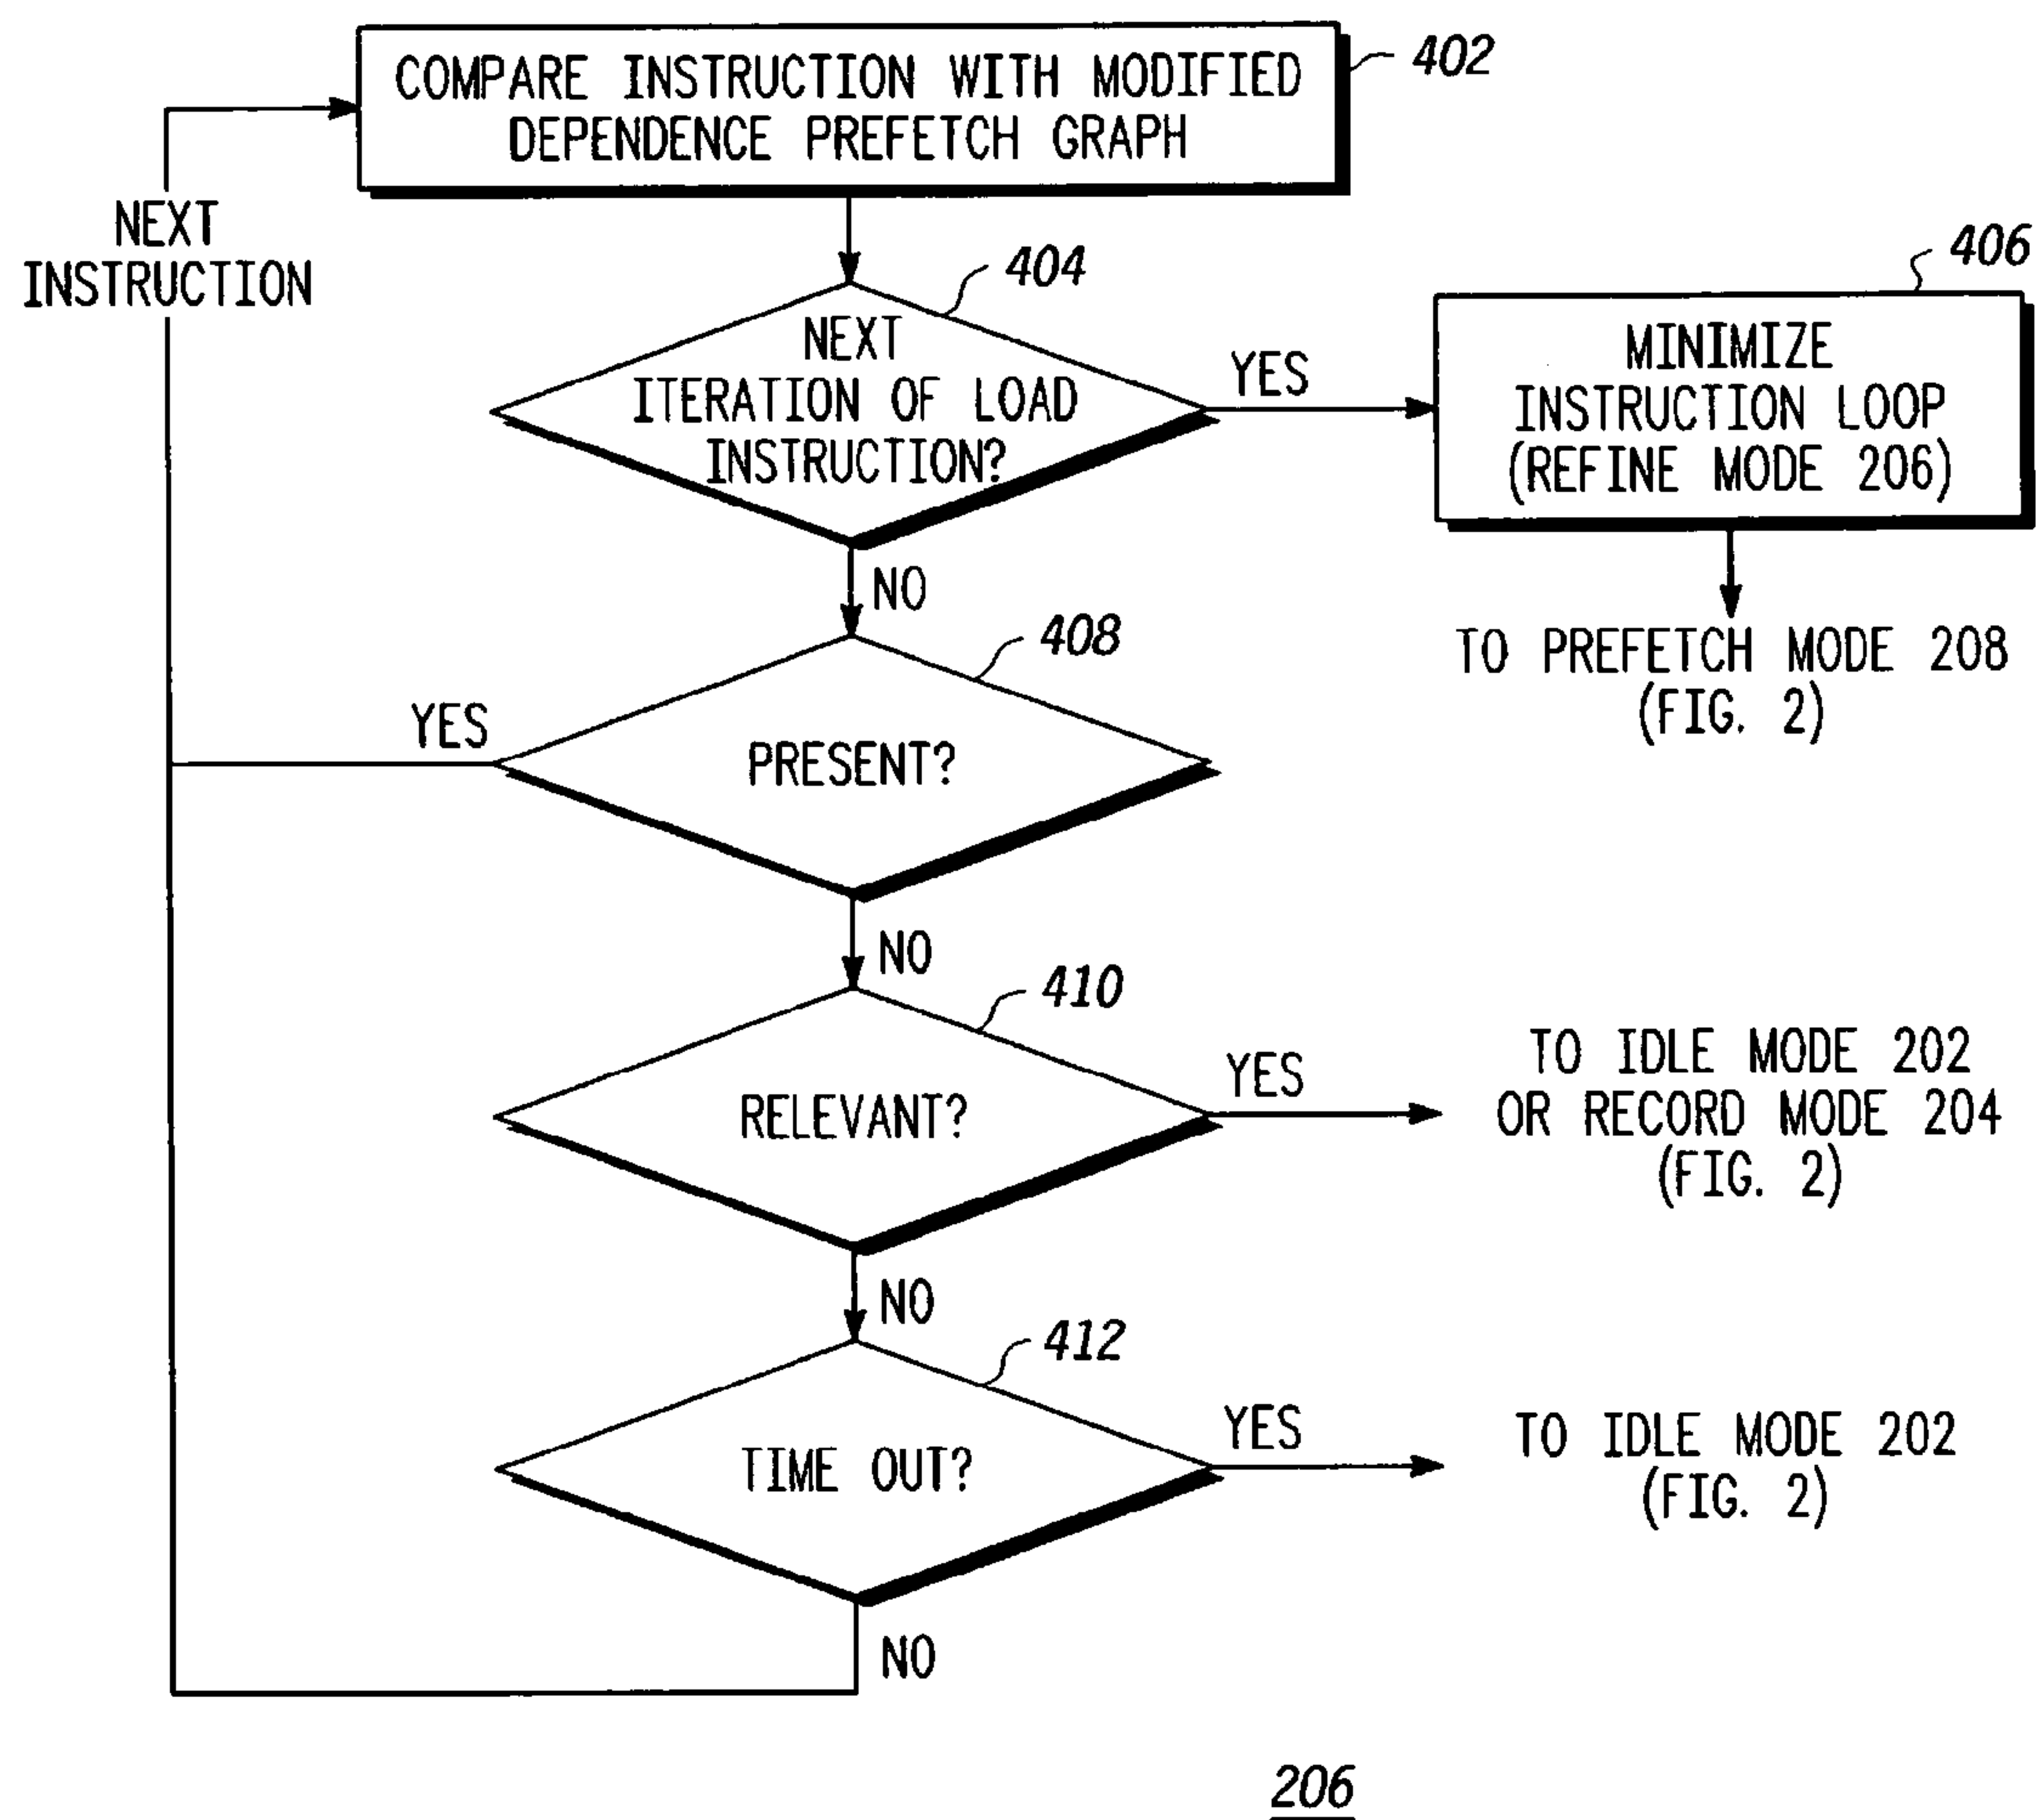 COMPARE INSTRUCTION WITH MODIFIED
DEPENDENCE PREFETCH GRAPH
402
NEXT
INSTRUCTION
404
NEXT
ITERATION OF LOAD
INSTRUCTION?
YES
406
MINIMIZE
INSTRUCTION LOOP
(REFINE MODE 206)
NO
TO PREFETCH MODE 208
(FIG. 2)
408
YES
PRESENT?
NO
410
RELEVANT?
YES
TO IDLE MODE 202
OR RECORD MODE 204
(FIG. 2)
NO
412
TIME OUT?
YES
TO IDLE MODE 202
(FIG. 2)
NO
206